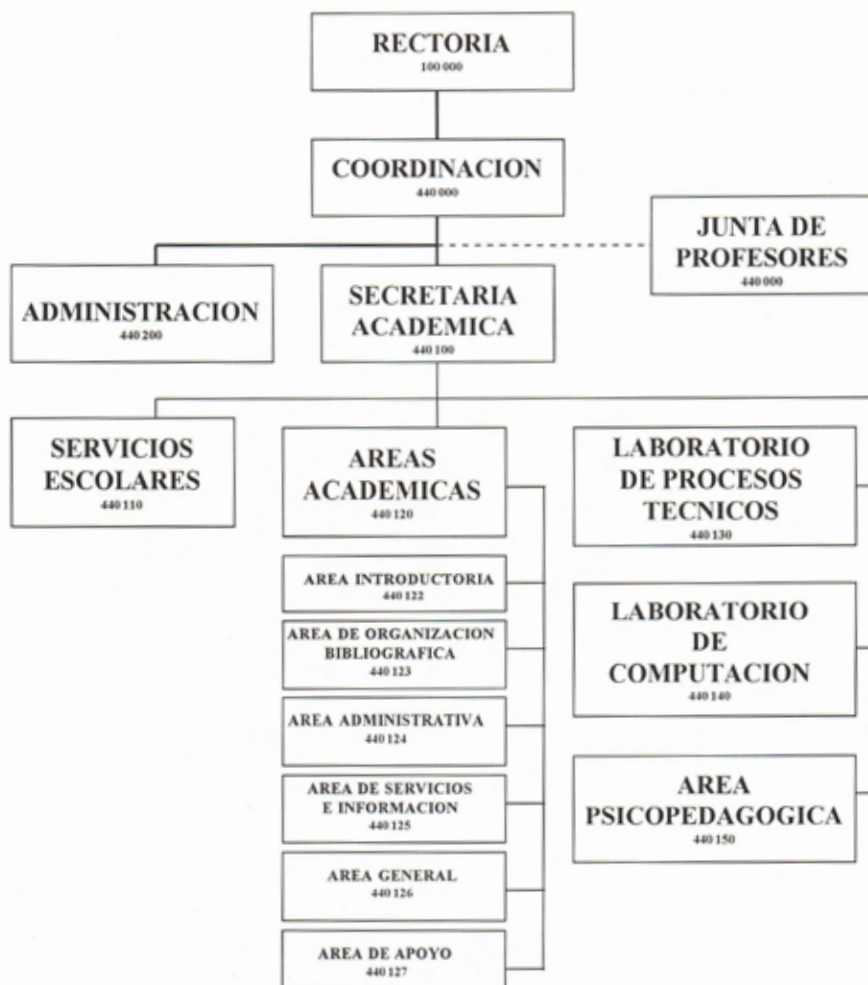 RECTORIA
100 000
COORDINACION
440 000
JUNTA DE
PROFESORES
440 000
ADMINISTRACION
440 200
SECRETARIA
ACADEMICA
440 100
SERVICIOS
ESCOLARES
440 110
AREAS
ACADEMICAS
440 120
AREA INTRODUCTORIA
440 122
AREA DE ORGANIZACION
BIBLIOGRAFICA
440 123
AREA ADMINISTRATIVA
440 124
AREA DE SERVICIOS
E INFORMACION
440 125
AREA GENERAL
440 126
AREA DE APOYO
440 127
LABORATORIO
DE PROCESOS
TECNICOS
440 130
LABORATORIO
DE
COMPUTACION
440 140
AREA
PSICOPEDAGOGICA
440 150